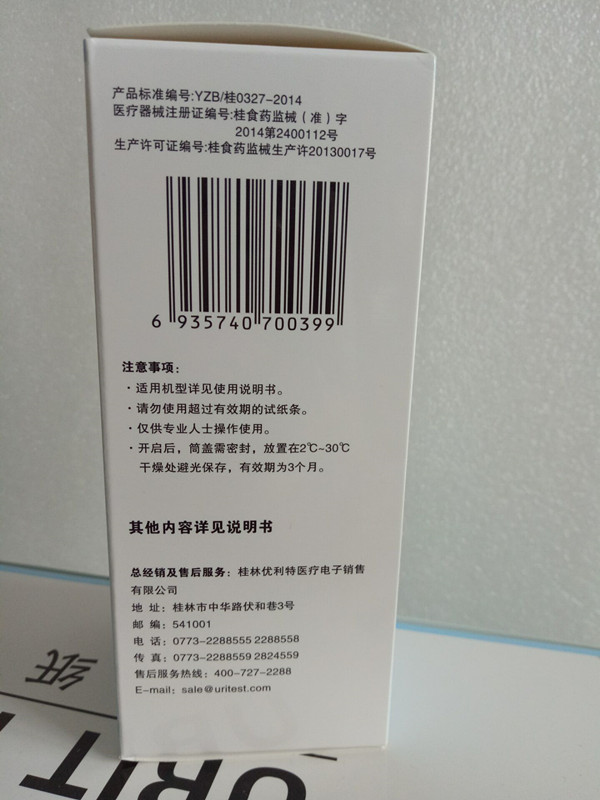 产品标准编号:YZB/桂0327-2014
医疗器械注册证编号:桂食药监械(准)字
2014第2400112号
生产许可证编号:桂食药监械生产许20130017号
6 935740 700399
注意事项:
·适用机型详见使用说明书。
·请勿使用超过有效期的试纸条。
·仅供专业人士操作使用。
·开启后,筒盖需密封,放置在2℃~30℃
干燥处避光保存,有效期为3个月。
其他内容详见说明书
总经销及售后服务:桂林优利特医疗电子销售
有限公司
地 址:桂林市中华路伏和巷3号
邮 编:541001
电 话:0773-2288555 2288558
传 真:0773-2288559 2824559
售后服务热线:400-727-2288
E-mail:sale@uritest.com
纸
URIT